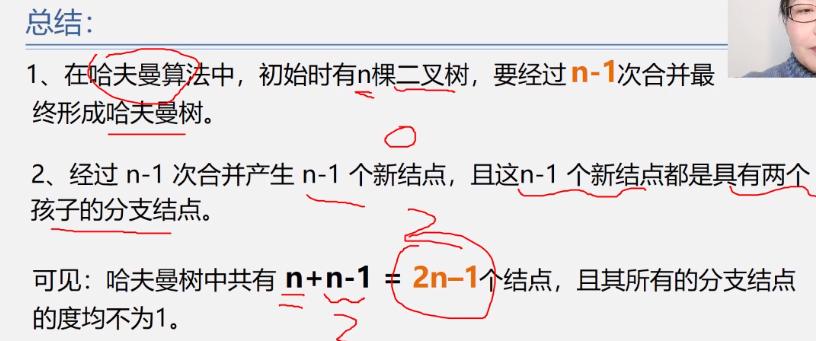 总结：
1、在哈夫曼算法中，初始时有n棵二叉树，要经过 n-1次合并最
终形成哈夫曼树。
0
2、经过 n-1 次合并产生 n-1 个新结点，且这n-1 个新结点都是具有两个
孩子的分支结点。
2
可见：哈夫曼树中共有 n+n-1 = 2n–1个结点，且其所有的分支结点
的度均不为1。
2